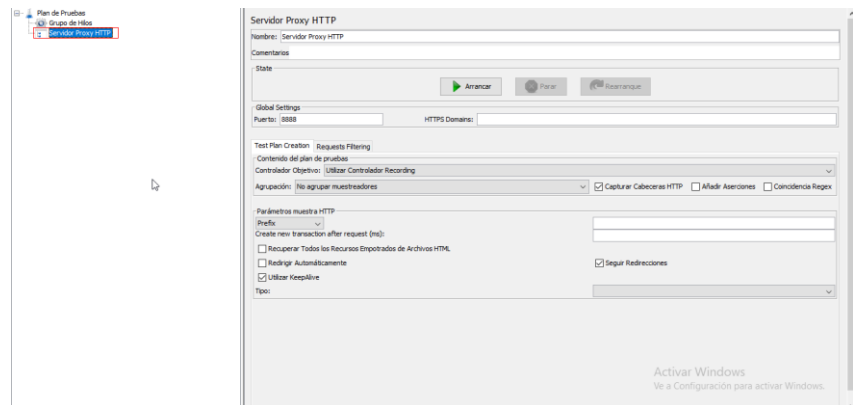 Plan de Pruebas
Grupo de Hilos
Servidor Proxy HTTP
Servidor Proxy HTTP
Nombre: Servidor Proxy HTTP
Comentarios
State
Arrancar Parar Rearranque
Global Settings
Puerto: 8888 HTTPS Domains:
Test Plan Creation Requests Filtering
Contenido del plan de pruebas
Controlador Objetivo: Utilizar Controlador Recording
Agrupación: No agrupar muestreadores Capturar Cabeceras HTTP Añadir Aserciones Coincidencia Regex
Parámetros muestra HTTP
Prefix
Create new transaction after request (ms):
Recuperar Todos los Recursos Empotrados de Archivos HTML
Redirigir Automáticamente Seguir Redirecciones
Utilizar KeepAlive
Tipo:
Activar Windows
Ve a Configuración para activar Windows.